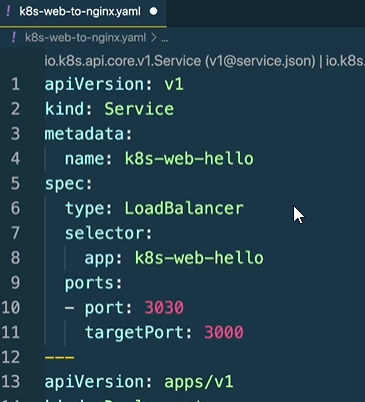 ! k8s-web-to-nginx.yaml ●
! k8s-web-to-nginx.yaml > ...
io.k8s.api.core.v1.Service (v1@service.json) | io.k8s.
1 apiVersion: v1
2 kind: Service
3 metadata:
4   name: k8s-web-hello
5 spec:
6   type: LoadBalancer
7   selector:
8     app: k8s-web-hello
9   ports:
10   - port: 3030
11     targetPort: 3000
12 ---
13 apiVersion: apps/v1